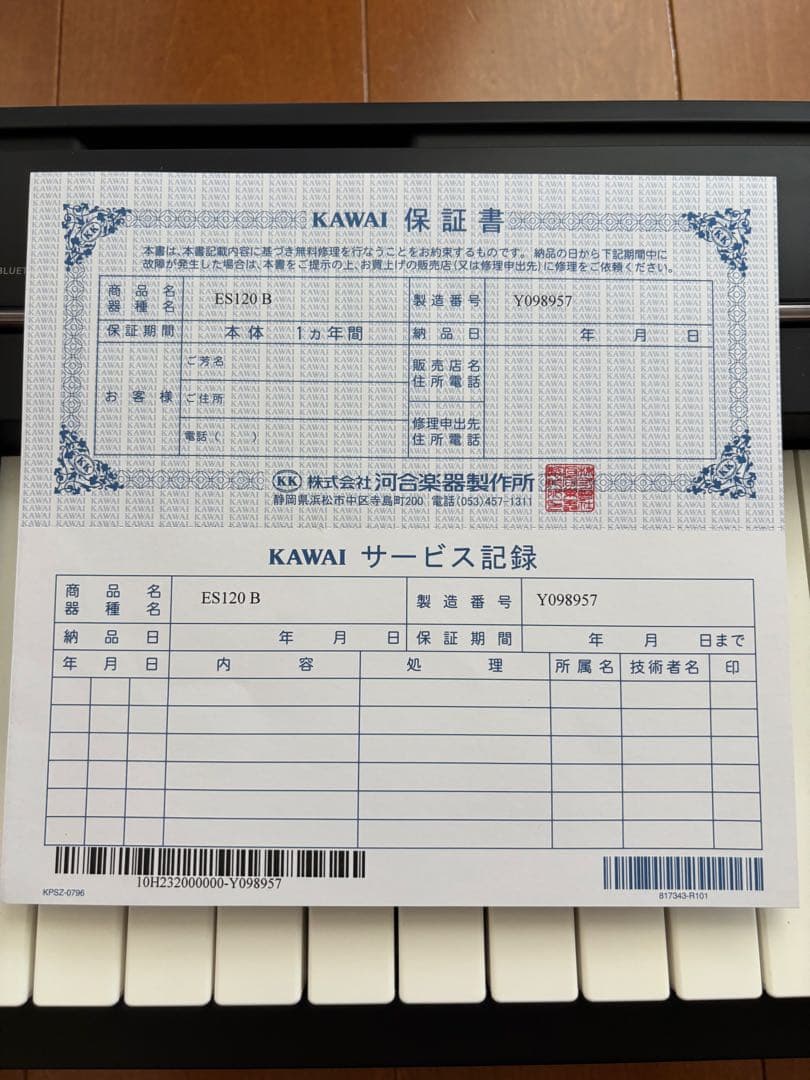 BLUET
KAWAI 保証書
本書は、本書記載内容に基づき無料修理を行なうことをお約束するものです。 納品の日から下記期間中に
故障が発生した場合は、本書をご提示の上、お買上げの販売店(又は修理申出先)に修理をご依頼ください。
商品名
器種名
ES120 B
製造番号
Y098957
保証期間
本体 1ヵ年間
納品日
年 月 日
お客様
ご芳名
ご住所
電話( )
販売店名
住所電話
修理申出先
住所電話
KK 株式会社 河合楽器製作所
静岡県浜松市中区寺島町200 電話(053)457-1311
KAWAI サービス記録
商品名
器種名
ES120 B
製造番号
Y098957
納品日
年 月 日
保証期間
年 月 日まで
年 月 日
内容
処理
所属名
技術者名
印
10H232000000-Y098957
KPSZ-0796
817343-R101